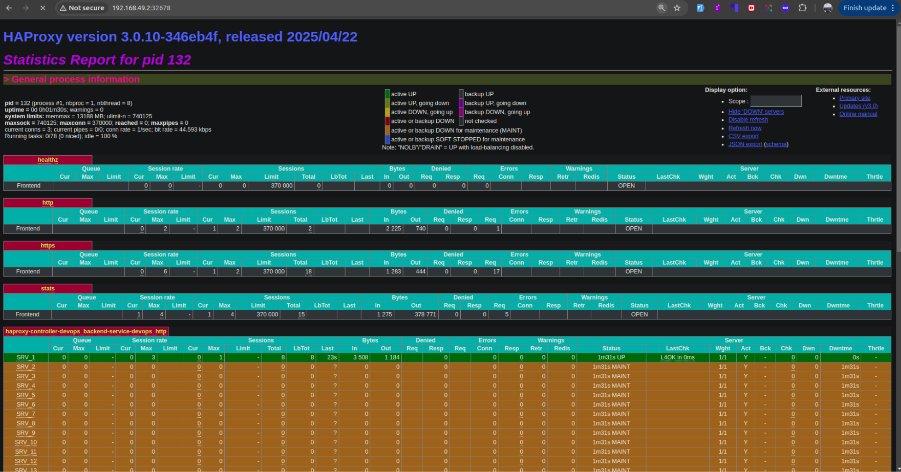 Not secure 192.168.49.2:32678 Finish update
HAProxy version 3.0.10-346eb4f, released 2025/04/22
Statistics Report for pid 132
> General process information
pid = 132 (process #1, nbproc = 1, nbthread = 8)
uptime = 0d 0h01m30s; warnings = 0
system limits: memmax = 13188 MB; ulimit-n = 740125
maxsock = 740125; maxconn = 370000; reached = 0; maxpipes = 0
current conns = 3; current pipes = 0/0; conn rate = 1/sec; bit rate = 44.593 kbps
Running tasks: 0/78 (0 niced); idle = 100 %
active UP backup UP
active UP, going down backup UP, going down
active DOWN, going up backup DOWN, going up
active or backup DOWN not checked
active or backup DOWN for maintenance (MAINT)
active or backup SOFT STOPPED for maintenance
Note: "NOLB"/"DRAIN" = UP with load-balancing disabled.
Display option:
Scope :
Hide 'DOWN' servers
Disable refresh
Refresh now
CSV export
JSON export (schema)
External resources:
Primary site
Updates (v3.0)
Online manual
healthz
Queue Session rate Sessions Bytes Denied Errors Warnings Server
Cur Max Limit Cur Max Limit Cur Max Limit Total LbTot Last In Out Req Resp Req Conn Resp Retr Redis Status LastChk Wght Act Bck Chk Dwn Dwntme Thrtle
Frontend 0 0 - 0 0 370 000 0 0 0 0 0 0 OPEN
http
Queue Session rate Sessions Bytes Denied Errors Warnings Server
Cur Max Limit Cur Max Limit Cur Max Limit Total LbTot Last In Out Req Resp Req Conn Resp Retr Redis Status LastChk Wght Act Bck Chk Dwn Dwntme Thrtle
Frontend 0 2 - 1 2 370 000 2 2 225 740 0 0 1 OPEN
https
Queue Session rate Sessions Bytes Denied Errors Warnings Server
Cur Max Limit Cur Max Limit Cur Max Limit Total LbTot Last In Out Req Resp Req Conn Resp Retr Redis Status LastChk Wght Act Bck Chk Dwn Dwntme Thrtle
Frontend 0 6 - 1 2 370 000 18 1 283 444 0 0 17 OPEN
stats
Queue Session rate Sessions Bytes Denied Errors Warnings Server
Cur Max Limit Cur Max Limit Cur Max Limit Total LbTot Last In Out Req Resp Req Conn Resp Retr Redis Status LastChk Wght Act Bck Chk Dwn Dwntme Thrtle
Frontend 1 4 - 1 4 370 000 15 1 275 378 771 0 0 5 OPEN
haproxy-controller-devops_backend-service-devops_http
Queue Session rate Sessions Bytes Denied Errors Warnings Server
Cur Max Limit Cur Max Limit Cur Max Limit Total LbTot Last In Out Req Resp Req Conn Resp Retr Redis Status LastChk Wght Act Bck Chk Dwn Dwntme Thrtle
SRV_1 0 0 - 0 3 0 1 - 8 8 23s 3 508 1 184 0 0 0 0 0 1m31s UP L4OK in 0ms 1/1 Y - 0 0 0s -
SRV_2 0 0 - 0 0 0 0 - 0 0 ? 0 0 0 0 0 0 0 1m31s MAINT 1/1 Y - 0 1m31s -
SRV_3 0 0 - 0 0 0 0 - 0 0 ? 0 0 0 0 0 0 0 1m31s MAINT 1/1 Y - 0 1m31s -
SRV_4 0 0 - 0 0 0 0 - 0 0 ? 0 0 0 0 0 0 0 1m31s MAINT 1/1 Y - 0 1m31s -
SRV_5 0 0 - 0 0 0 0 - 0 0 ? 0 0 0 0 0 0 0 1m31s MAINT 1/1 Y - 0 1m31s -
SRV_6 0 0 - 0 0 0 0 - 0 0 ? 0 0 0 0 0 0 0 1m31s MAINT 1/1 Y - 0 1m31s -
SRV_7 0 0 - 0 0 0 0 - 0 0 ? 0 0 0 0 0 0 0 1m31s MAINT 1/1 Y - 0 1m31s -
SRV_8 0 0 - 0 0 0 0 - 0 0 ? 0 0 0 0 0 0 0 1m31s MAINT 1/1 Y - 0 1m31s -
SRV_9 0 0 - 0 0 0 0 - 0 0 ? 0 0 0 0 0 0 0 1m31s MAINT 1/1 Y - 0 1m31s -
SRV_10 0 0 - 0 0 0 0 - 0 0 ? 0 0 0 0 0 0 0 1m31s MAINT 1/1 Y - 0 1m31s -
SRV_11 0 0 - 0 0 0 0 - 0 0 ? 0 0 0 0 0 0 0 1m31s MAINT 1/1 Y - 0 1m31s -
SRV_12 0 0 - 0 0 0 0 - 0 0 ? 0 0 0 0 0 0 0 1m31s MAINT 1/1 Y - 0 1m31s -
SRV_13 0 0 - 0 0 0 0 - 0 0 ? 0 0 0 0 0 0 0 1m31s MAINT 1/1 Y - 0 1m31s -